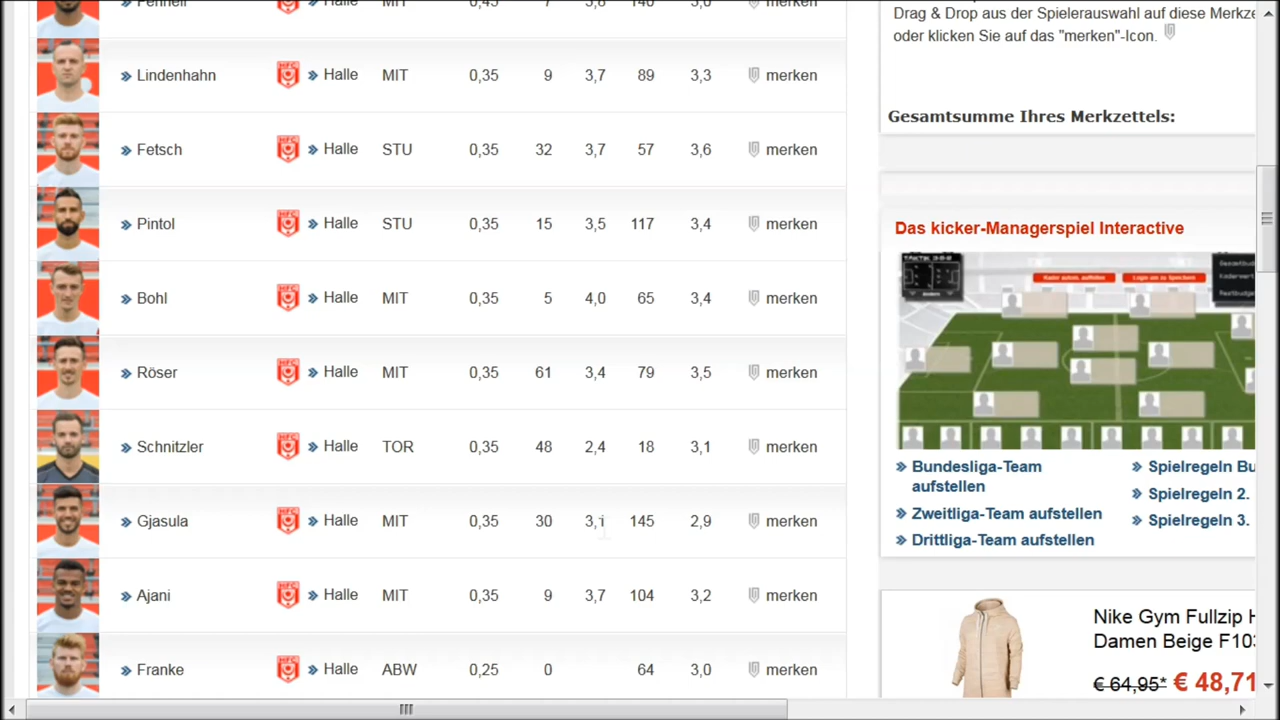 Drag & Drop aus der Spielerauswahl auf diese Merkze
oder klicken Sie auf das "merken"-Icon.
Lindenhahn Halle MIT 0,35 9 3,7 89 3,3 merken
Gesamtsumme Ihres Merkzettels:
Fetsch Halle STU 0,35 32 3,7 57 3,6 merken
Pintol Halle STU 0,35 15 3,5 117 3,4 merken
Bohl Halle MIT 0,35 5 4,0 65 3,4 merken
Röser Halle MIT 0,35 61 3,4 79 3,5 merken
Schnitzler Halle TOR 0,35 48 2,4 18 3,1 merken
Gjasula Halle MIT 0,35 30 145 2,9 merken
Ajani Halle MIT 0,35 9 3,7 104 3,2 merken
Franke Halle ABW 0,25 0 64 3,0 merken
Das kicker-Managerspiel Interactive
Bundesliga-Team
aufstellen
Zweitliga-Team aufstellen
Drittliga-Team aufstellen
Spielregeln Bu
Spielregeln 2.
Spielregeln 3.
Nike Gym Fullzip H
Damen Beige F103
€ 64,95* € 48,71